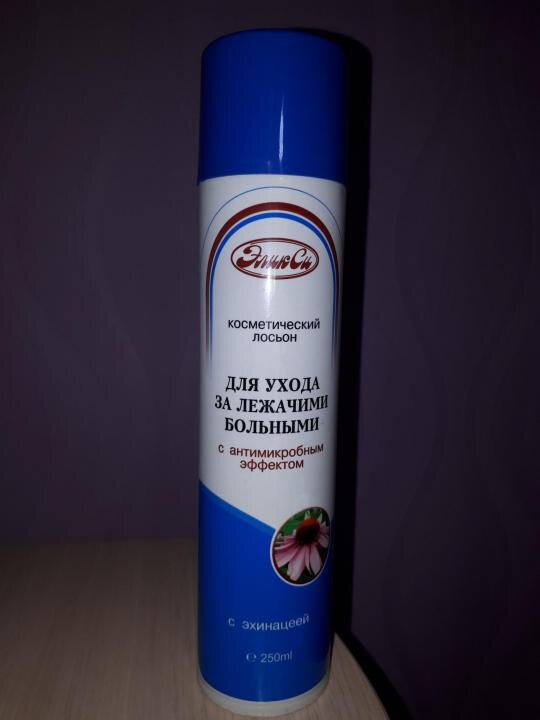 ЭликСи
косметический
лосьон
ДЛЯ УХОДА
ЗА ЛЕЖАЧИМИ
БОЛЬНЫМИ
с антимикробным
эффектом
с эхинацеей
℮ 250ml